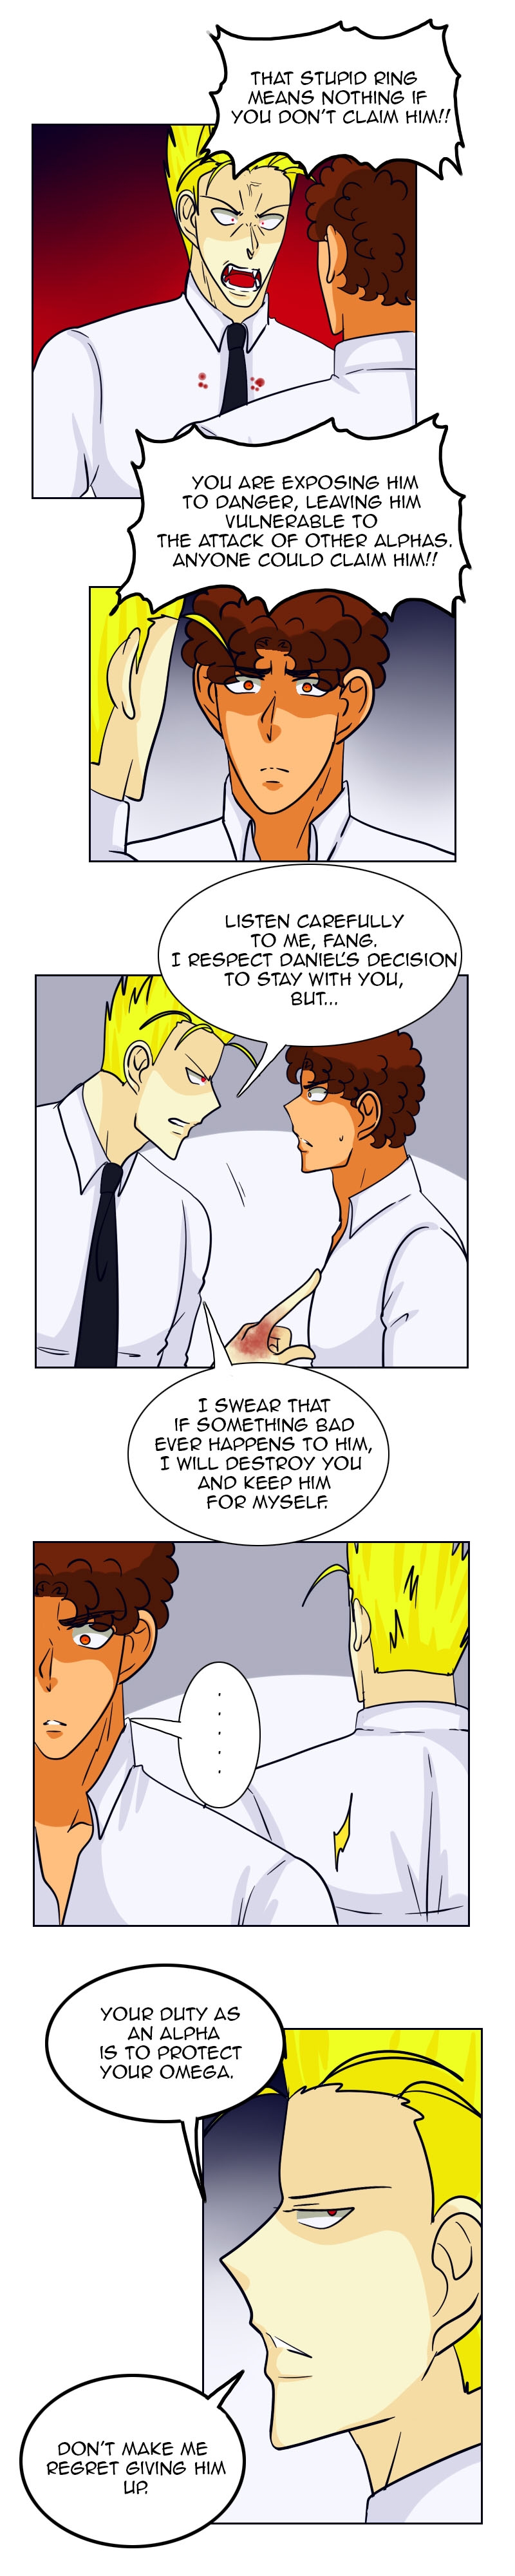 THAT STUPID RING
MEANS NOTHING IF
YOU DON'T CLAIM HIM!!
YOU ARE EXPOSING HIM
TO DANGER, LEAVING HIM
VULNERABLE TO
THE ATTACK OF OTHER ALPHAS.
ANYONE COULD CLAIM HIM!!
LISTEN CAREFULLY
TO ME, FANG.
I RESPECT DANIEL'S DECISION
TO STAY WITH YOU,
BUT...
I SWEAR THAT
IF SOMETHING BAD
EVER HAPPENS TO HIM,
I WILL DESTROY YOU
AND KEEP HIM
FOR MYSELF.
.....
YOUR DUTY AS
AN ALPHA
IS TO PROTECT
YOUR OMEGA.
DON'T MAKE ME
REGRET GIVING HIM
UP.